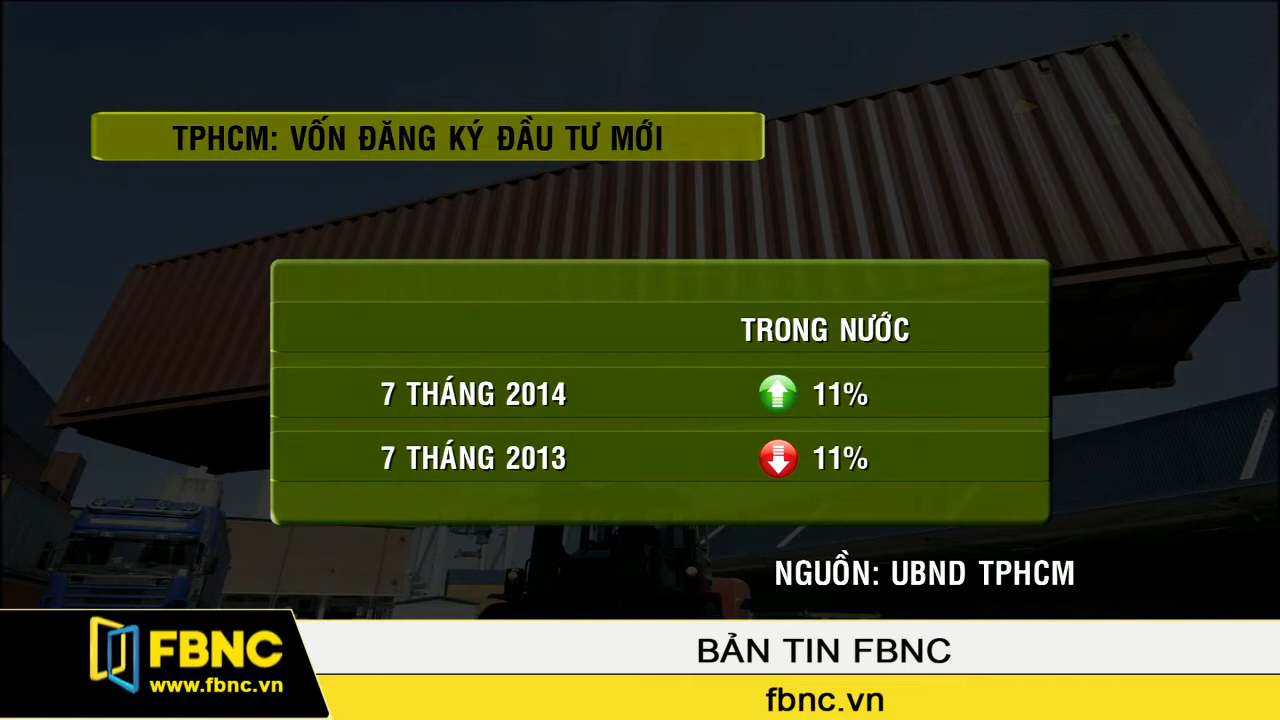 TPHCM: VỐN ĐĂNG KÝ ĐẦU TƯ MỚI
TRONG NƯỚC
7 THÁNG 2014 11%
7 THÁNG 2013 11%
NGUỒN: UBND TPHCM
FBNC
www.fbnc.vn
BẢN TIN FBNC
fbnc.vn